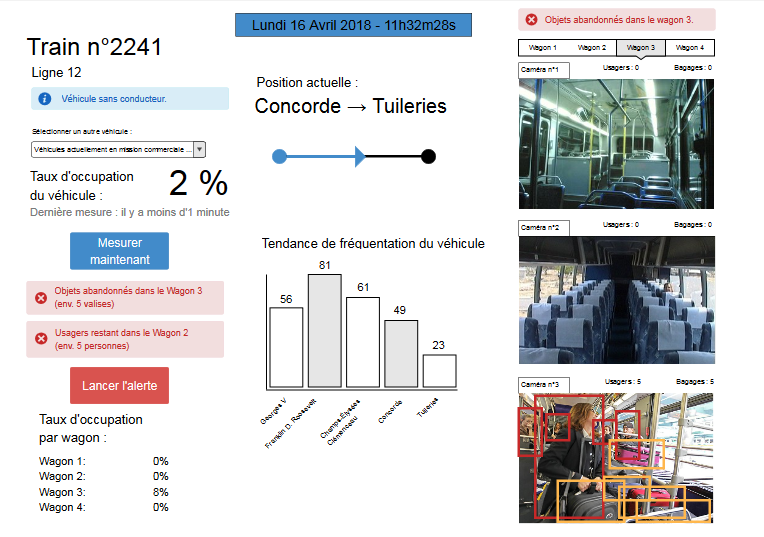 Lundi 16 Avril 2018 - 11h32m28s
Train n°2241
Ligne 12
Véhicule sans conducteur.
Sélectionner un autre véhicule :
Véhicules actuellement en mission commerciale ...
Taux d'occupation
du véhicule :
2 %
Dernière mesure : il y a moins d'1 minute
Mesurer
maintenant
Objets abandonnés dans le Wagon 3
(env. 5 valises)
Usagers restant dans le Wagon 2
(env. 5 personnes)
Lancer l'alerte
Taux d'occupation
par wagon :
Wagon 1: 0%
Wagon 2: 0%
Wagon 3: 8%
Wagon 4: 0%
Position actuelle :
Concorde → Tuileries
Tendance de fréquentation du véhicule
56
81
61
49
23
Georges V
Franklin D. Roosevelt
Champs-Élysées
Clémenceau
Concorde
Tuileries
Objets abandonnés dans le wagon 3.
Wagon 1 Wagon 2 Wagon 3 Wagon 4
Caméra n°1 Usagers : 0 Bagages : 0
Caméra n°2 Usagers : 0 Bagages : 0
Caméra n°3 Usagers : 5 Bagages : 5